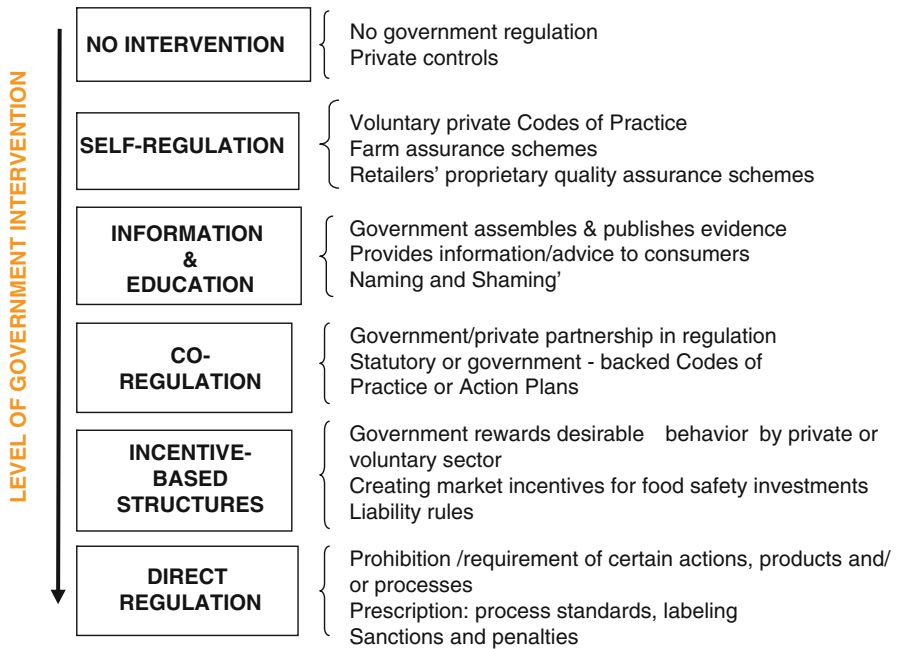 LEVEL OF GOVERNMENT INTERVENTION
NO INTERVENTION
No government regulation
Private controls
SELF-REGULATION
Voluntary private Codes of Practice
Farm assurance schemes
Retailers’ proprietary quality assurance schemes
INFORMATION
&
EDUCATION
Government assembles & publishes evidence
Provides information/advice to consumers
Naming and Shaming’
CO-
REGULATION
Government/private partnership in regulation
Statutory or government - backed Codes of
Practice or Action Plans
INCENTIVE-
BASED
STRUCTURES
Government rewards desirable behavior by private or
voluntary sector
Creating market incentives for food safety investments
Liability rules
DIRECT
REGULATION
Prohibition /requirement of certain actions, products and/
or processes
Prescription: process standards, labeling
Sanctions and penalties